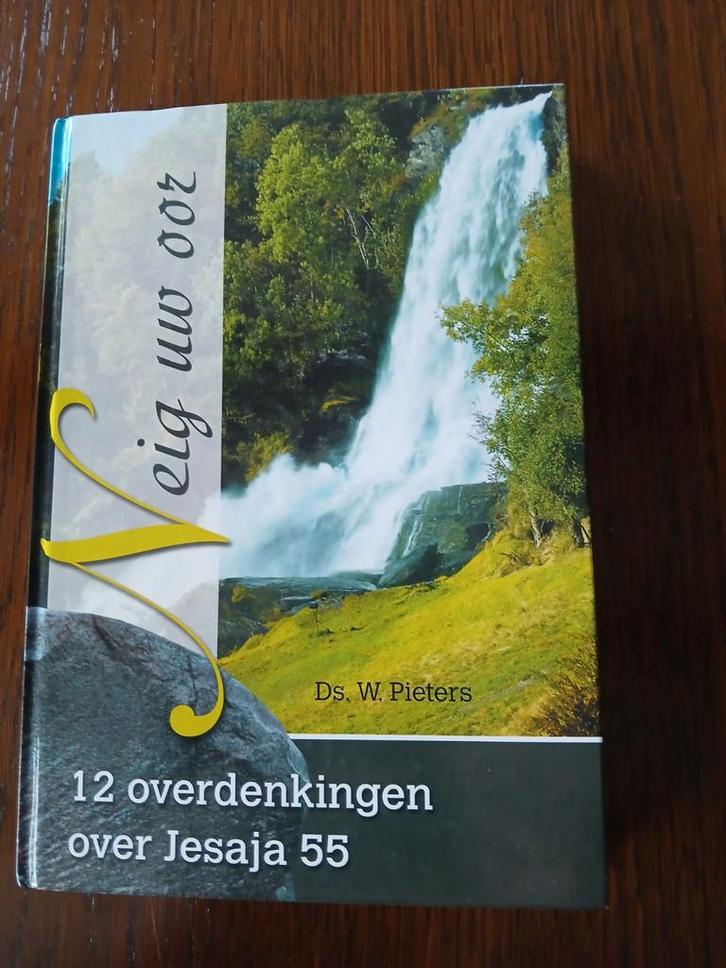 Neig uw oor
Ds. W. Pieters
12 overdenkingen
over Jesaja 55